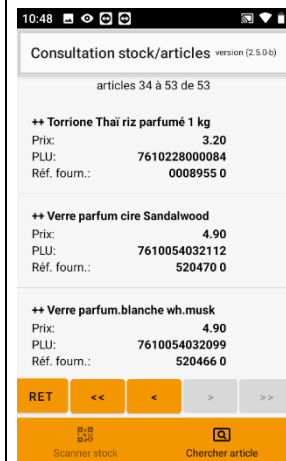 10:48
Consultation stock/articles version (2.5.0-b)
articles 34 à 53 de 53
++ Torrione Thaï riz parfumé 1 kg
Prix: 3.20
PLU: 7610228000084
Réf. fourn.: 0008955 0
++ Verre parfum cire Sandalwood
Prix: 4.90
PLU: 7610054032112
Réf. fourn.: 520470 0
++ Verre parfum.blanche wh.musk
Prix: 4.90
PLU: 7610054032099
Réf. fourn.: 520466 0
RET << < > >>
Scanner stock Chercher article